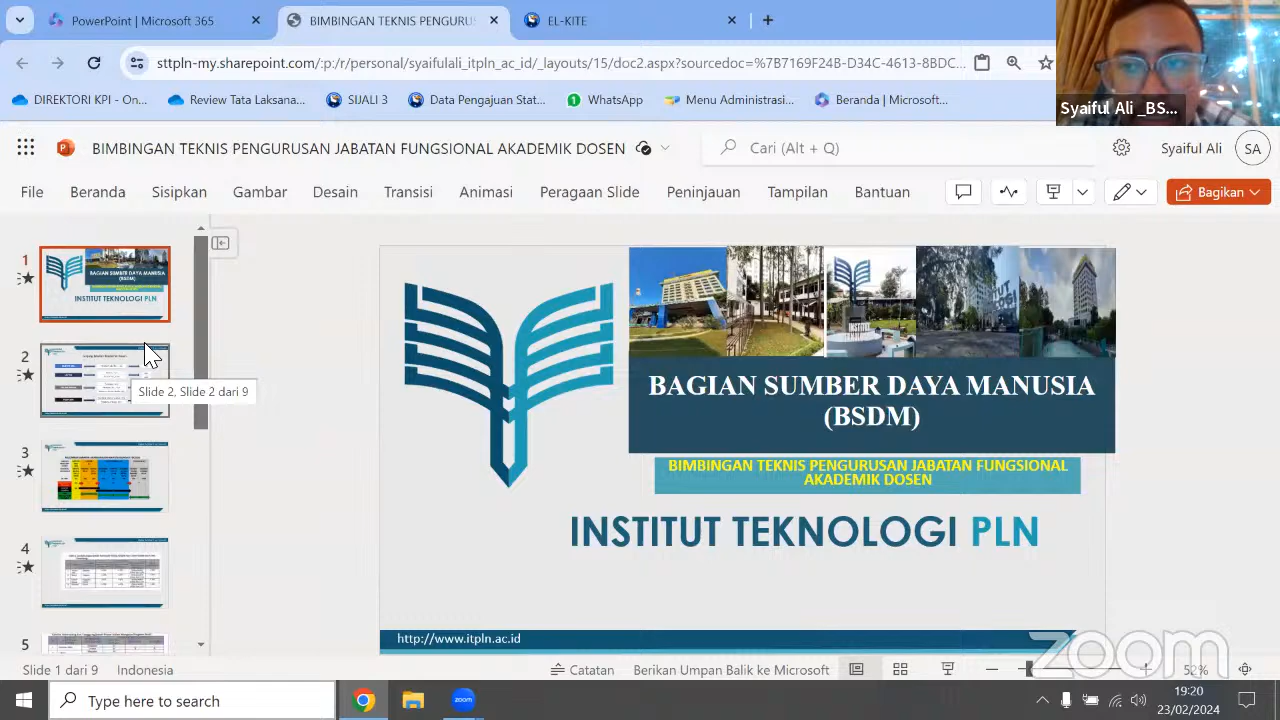 PowerPoint | Microsoft 365
BIMBINGAN TEKNIS PENGURUS
EL-KITE
sttpln-my.sharepoint.com/:p:/r/personal/syaifulali_itpln_ac_id/_layouts/15/doc2.aspx?sourcedoc=%7B7169F24B-D34C-4613-8BDC...
DIREKTORI KPI - On...
Review Tata Laksana...
SIALI 3
Data Pengajuan Stat...
WhatsApp
Menu Administrasi...
Beranda | Microsoft...
Syaiful Ali _BS...
BIMBINGAN TEKNIS PENGURUSAN JABATAN FUNGSIONAL AKADEMIK DOSEN
Cari (Alt + Q)
Syaiful Ali
SA
File Beranda Sisipkan Gambar Desain Transisi Animasi Peragaan Slide Peninjauan Tampilan Bantuan
Bagikan
1
BAGIAN SUMBER DAYA MANUSIA
(BSDM)
INSTITUT TEKNOLOGI PLN
2
Slide 2, Slide 2 dari 9
3
4
5
BAGIAN SUMBER DAYA MANUSIA
(BSDM)
BIMBINGAN TEKNIS PENGURUSAN JABATAN FUNGSIONAL
AKADEMIK DOSEN
INSTITUT TEKNOLOGI PLN
http://www.itpln.ac.id
zoom
Slide 1 dari 9
Indonesia
Catatan
Berikan Umpan Balik ke Microsoft
52%
Type here to search
zoom
19:20
23/02/2024